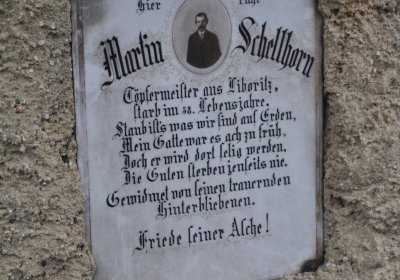 Hier ruht
Martin Schellhorn
Töpfermeister aus Liboritz,
starb im 58. Lebensjahre.
Staub ist's was wir sind auf Erden,
Mein Gatte war es ach zu früh.
Doch er wird dort selig werden.
Die Guten sterben jenseits nie.
Gewidmet von seinen trauernden
Hinterbliebenen.
Friede seiner Asche!